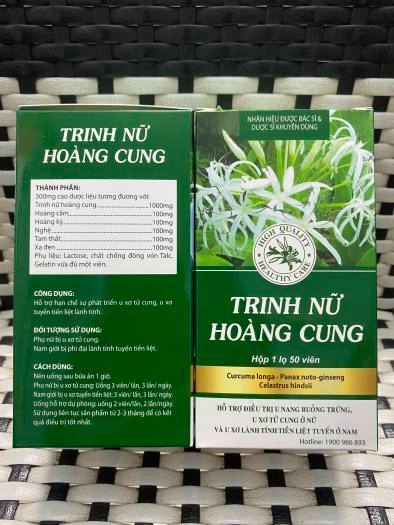 TRINH NỮ
HOÀNG CUNG
THÀNH PHẦN:
300mg cao dược liệu tương đương với:
Trinh nữ hoàng cung....................1000mg
Hoàng cầm....................100mg
Hoàng kỳ....................100mg
Nghệ....................100mg
Tam thất....................100mg
Xạ đen....................100mg
Phụ liệu: Lactose, chất chống đông vón Talc,
Gelatin vừa đủ một viên.
CÔNG DỤNG:
Hỗ trợ hạn chế sự phát triển u xơ tử cung, u xơ
tuyến tiền liệt lành tính.
ĐỐI TƯỢNG SỬ DỤNG:
Phụ nữ bị u xơ tử cung.
Nam giới bị phì đại lành tính tuyến tiền liệt.
CÁCH DÙNG:
Nên uống sau bữa ăn 1 giờ.
Phụ nữ bị u xơ tử cung: Uống 3 viên/ lần, 3 lần/ ngày.
Nam giới bị u xơ tuyến tiền liệt: 3 viên/ lần, 3 lần/ ngày.
Uống hỗ trợ dự phòng: uống 2 viên/lần, 2 lần/ngày.
Sử dụng liên tục sản phẩm từ 2-3 tháng để có kết
quả điều trị tốt nhất.
NHÃN HIỆU ĐƯỢC BÁC SĨ &
DƯỢC SĨ KHUYÊN DÙNG
HIGH QUALITY
HEALTHY CARE
TRINH NỮ
HOÀNG CUNG
Hộp 1 lọ 50 viên
Curcuma longa - Panax noto-ginseng
Celastrus hindsii
HỖ TRỢ ĐIỀU TRỊ U NANG BUỒNG TRỨNG,
U XƠ TỬ CUNG Ở NỮ
VÀ U XƠ LÀNH TÍNH TIỀN LIỆT TUYẾN Ở NAM
Hotline: 1900 986 893